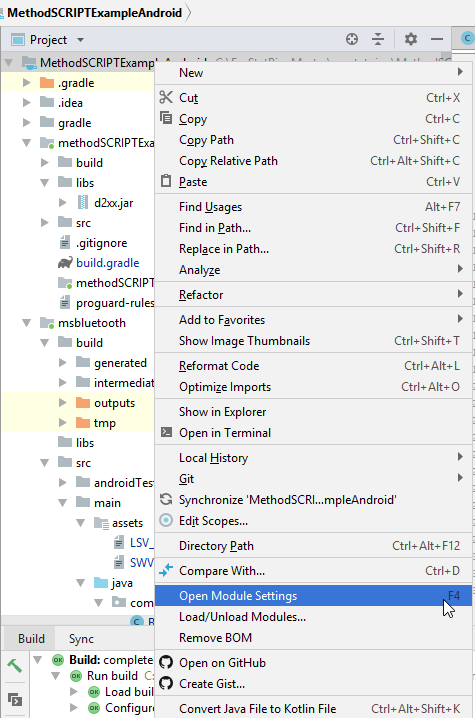 MethodSCRIPTExampleAndroid
Project
MethodSCRIPTExamp
.gradle
.idea
gradle
methodSCRIPTExa
build
libs
d2xx.jar
src
.gitignore
build.gradle
methodSCRIPT
proguard-rules
msbluetooth
build
generated
intermediat
outputs
tmp
libs
src
androidTes
main
assets
LSV_
SWV
java
com
New
Cut Ctrl+X
Copy Ctrl+C
Copy Path Ctrl+Shift+C
Copy Relative Path Ctrl+Alt+Shift+C
Paste Ctrl+V
Find Usages Alt+F7
Find in Path... Ctrl+Shift+F
Replace in Path... Ctrl+Shift+R
Analyze
Refactor
Add to Favorites
Show Image Thumbnails Ctrl+Shift+T
Reformat Code Ctrl+Alt+L
Optimize Imports Ctrl+Alt+O
Show in Explorer
Open in Terminal
Local History
Git
Synchronize 'MethodSCRI...mpleAndroid'
Edit Scopes...
Directory Path Ctrl+Alt+F12
Compare With... Ctrl+D
Open Module Settings F4
Load/Unload Modules...
Remove BOM
Open on GitHub
Create Gist...
Convert Java File to Kotlin File Ctrl+Alt+Shift+K
Build Sync
Build: complete
Run build
Load buil
Configure